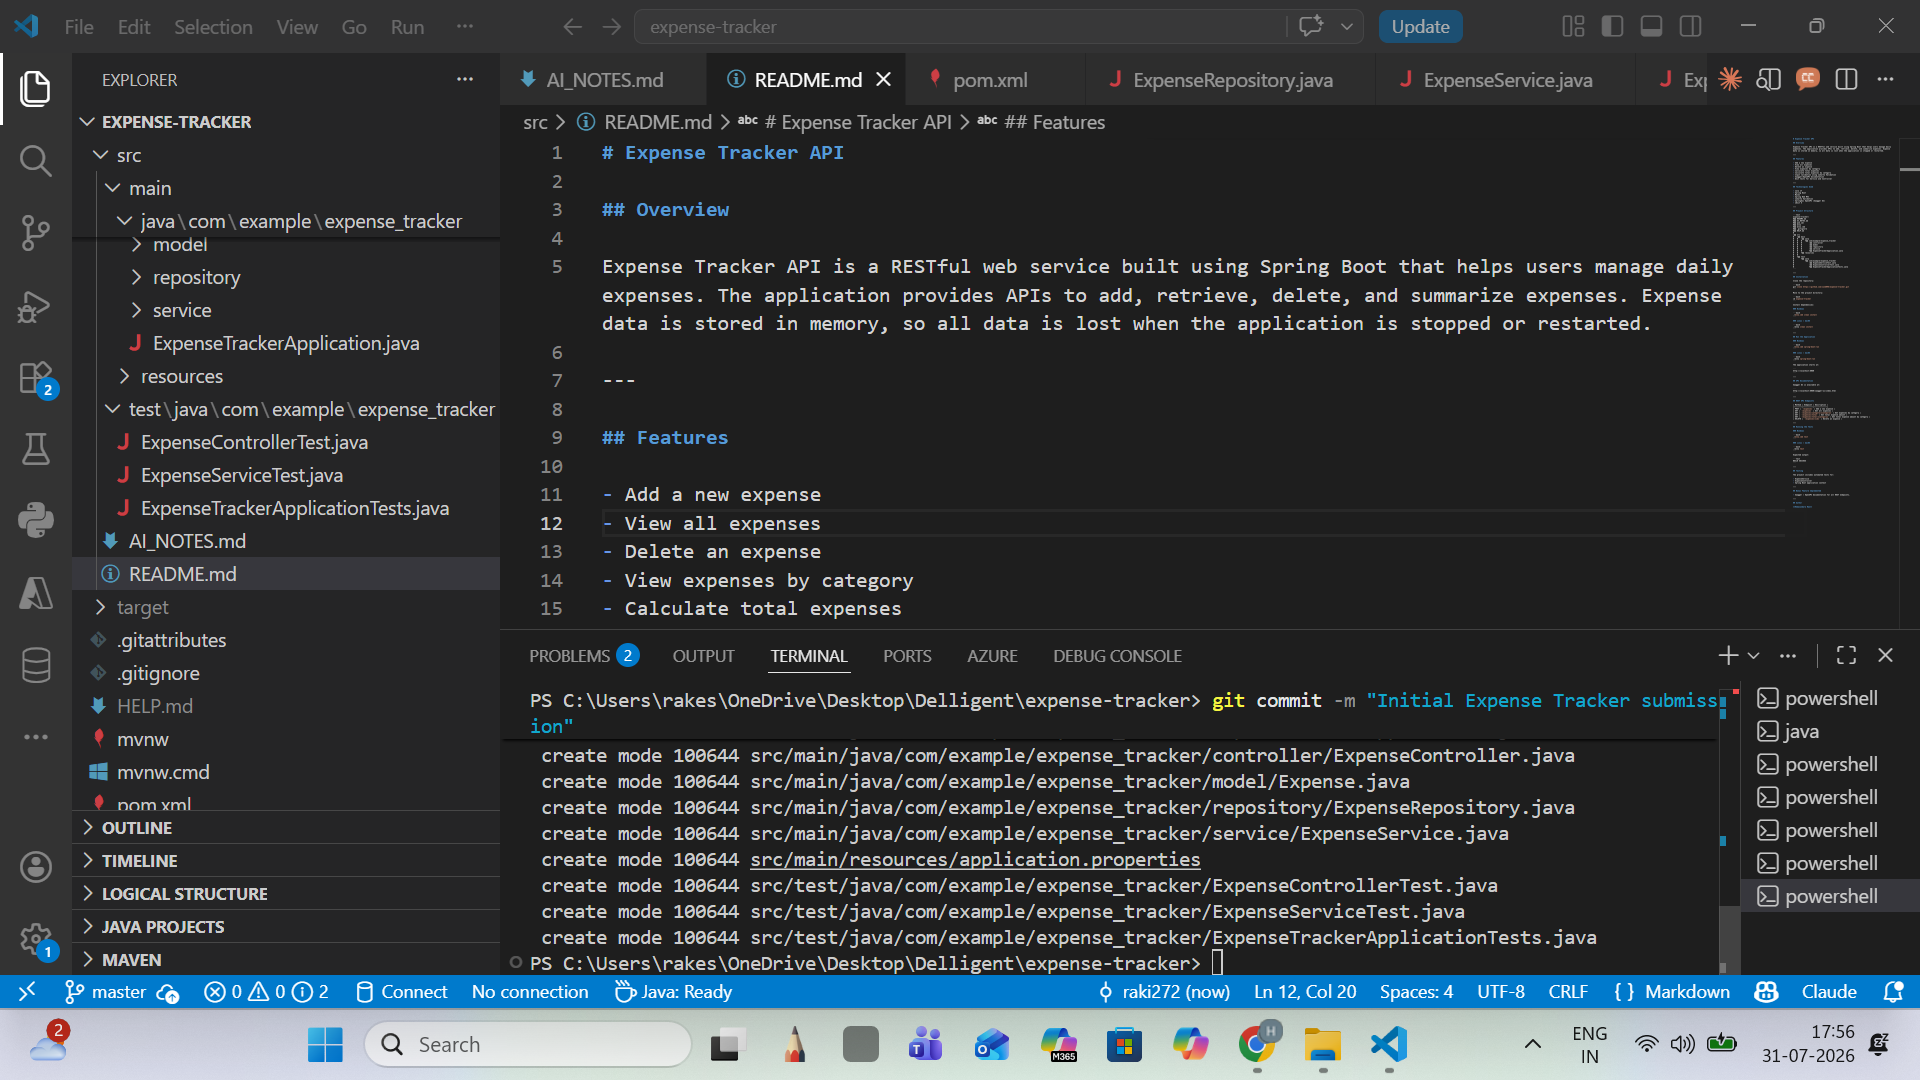 File Edit Selection View Go Run
expense-tracker
Update
EXPLORER
AI_NOTES.md
README.md
pom.xml
ExpenseRepository.java
ExpenseService.java
Exp
src > README.md > # Expense Tracker API > ## Features
EXPENSE-TRACKER
src
main
java\com\example\expense_tracker
model
repository
service
ExpenseTrackerApplication.java
resources
test\java\com\example\expense_tracker
ExpenseControllerTest.java
ExpenseServiceTest.java
ExpenseTrackerApplicationTests.java
AI_NOTES.md
README.md
target
.gitattributes
.gitignore
HELP.md
mvnw
mvnw.cmd
pom.xml
OUTLINE
TIMELINE
LOGICAL STRUCTURE
JAVA PROJECTS
MAVEN
2
1
1 # Expense Tracker API
2
3 ## Overview
4
5 Expense Tracker API is a RESTful web service built using Spring Boot that helps users manage daily
expenses. The application provides APIs to add, retrieve, delete, and summarize expenses. Expense
data is stored in memory, so all data is lost when the application is stopped or restarted.
6
7 ---
8
9 ## Features
10
11 - Add a new expense
12 - View all expenses
13 - Delete an expense
14 - View expenses by category
15 - Calculate total expenses
PROBLEMS 2 OUTPUT TERMINAL PORTS AZURE DEBUG CONSOLE
PS C:\Users\rakes\OneDrive\Desktop\Delligent\expense-tracker> git commit -m "Initial Expense Tracker submiss
ion"
create mode 100644 src/main/java/com/example/expense_tracker/controller/ExpenseController.java
create mode 100644 src/main/java/com/example/expense_tracker/model/Expense.java
create mode 100644 src/main/java/com/example/expense_tracker/repository/ExpenseRepository.java
create mode 100644 src/main/java/com/example/expense_tracker/service/ExpenseService.java
create mode 100644 src/main/resources/application.properties
create mode 100644 src/test/java/com/example/expense_tracker/ExpenseControllerTest.java
create mode 100644 src/test/java/com/example/expense_tracker/ExpenseServiceTest.java
create mode 100644 src/test/java/com/example/expense_tracker/ExpenseTrackerApplicationTests.java
PS C:\Users\rakes\OneDrive\Desktop\Delligent\expense-tracker>
powershell
java
powershell
powershell
powershell
powershell
powershell
master 0 0 2 Connect No connection Java: Ready raki272 (now) Ln 12, Col 20 Spaces: 4 UTF-8 CRLF {} Markdown Claude
2
Search
M365
H
ENG
IN
17:56
31-07-2026